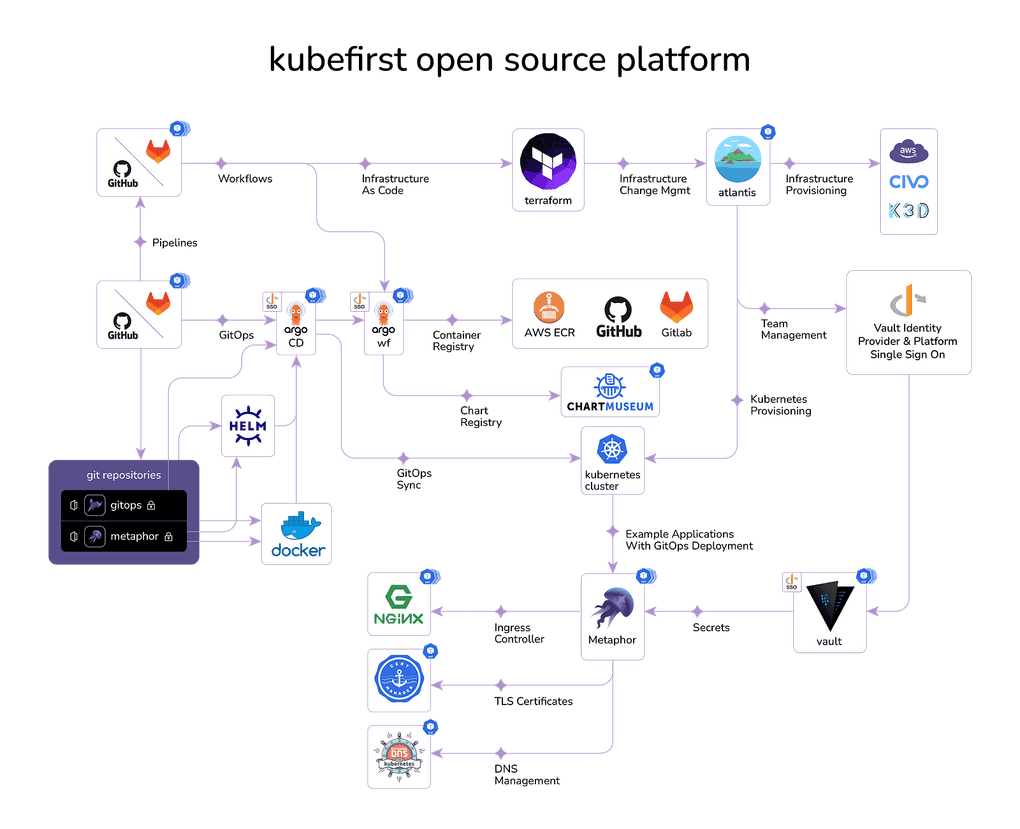 kubefirst open source platform
GitHub
Workflows
Infrastructure
As Code
terraform
Infrastructure
Change Mgmt
atlantis
Infrastructure
Provisioning
aws
CIVO
K3D
Pipelines
GitHub
GitOps
SSO
argo
CD
SSO
argo
wf
Container
Registry
AWS ECR
GitHub
Gitlab
Team
Management
Vault Identity
Provider & Platform
Single Sign On
Chart
Registry
CHARTMUSEUM
Kubernetes
Provisioning
HELM
GitOps
Sync
kubernetes
cluster
git repositories
gitops
metaphor
docker
Example Applications
With GitOps Deployment
NGINX
Ingress
Controller
Metaphor
Secrets
SSO
vault
CERT
MANAGER
TLS Certificates
DNS
kubernetes
DNS
Management